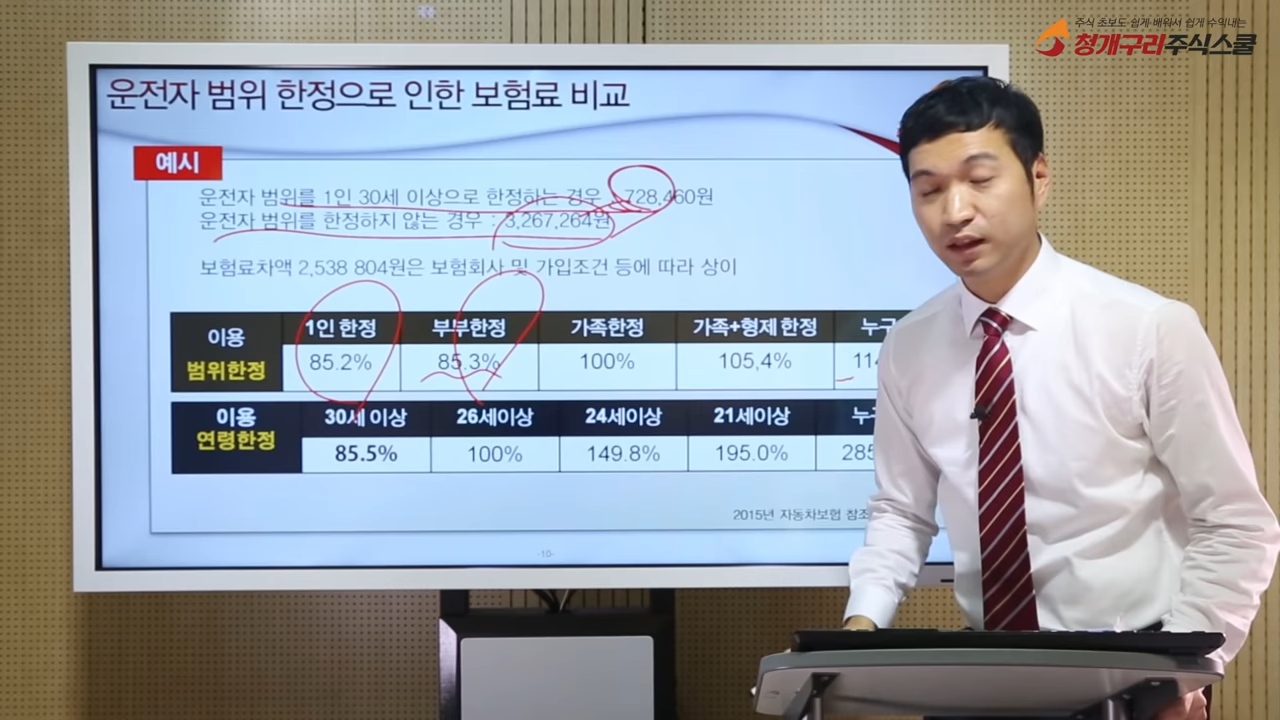 주식 초보도 쉽게 배워서 쉽게 수익내는
청개구리주식스쿨
운전자 범위 한정으로 인한 보험료 비교
예시
운전자 범위를 1인 30세 이상으로 한정하는 경우 : 728,460원
운전자 범위를 한정하지 않는 경우 : 3,267,264원
보험료차액 2,538 804원은 보험회사 및 가입조건 등에 따라 상이
이용 범위한정 1인 한정 부부한정 가족한정 가족+형제 한정
85.2% 85.3% 100% 105,4%
이용 연령한정 30세 이상 26세이상 24세이상 21세이상
85.5% 100% 149.8% 195.0%
2015년 자동차보험 참조
-10-